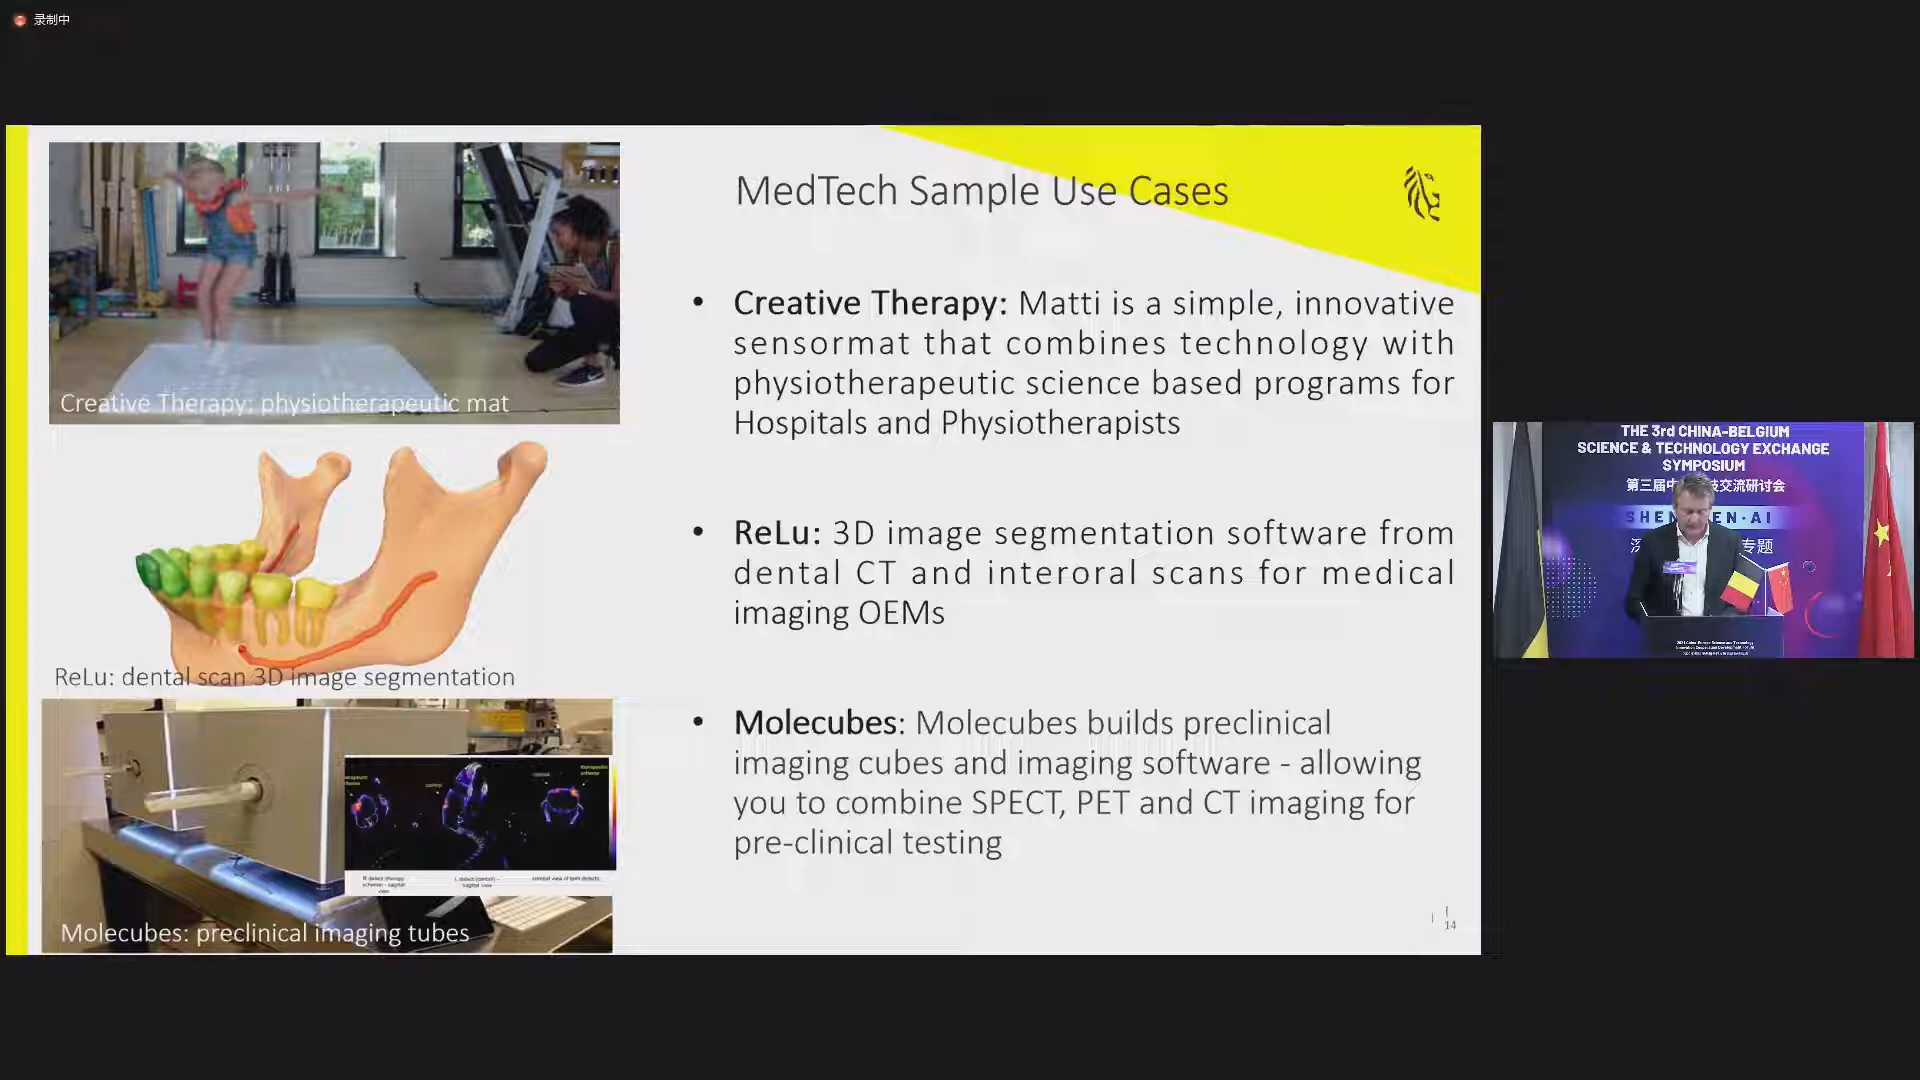 录制中
MedTech Sample Use Cases
Creative Therapy: physiotherapeutic mat
• Creative Therapy: Matti is a simple, innovative
sensormat that combines technology with
physiotherapeutic science based programs for
Hospitals and Physiotherapists
ReLu: dental scan 3D image segmentation
• ReLu: 3D image segmentation software from
dental CT and interoral scans for medical
imaging OEMs
control
Molecubes: preclinical imaging tubes
• Molecubes: Molecubes builds preclinical
imaging cubes and imaging software - allowing
you to combine SPECT, PET and CT imaging for
pre-clinical testing
14
THE 3rd CHINA-BELGIUM
SCIENCE & TECHNOLOGY EXCHANGE
SYMPOSIUM
第三届中 技交流研讨会
SHEN EN·AI
专题